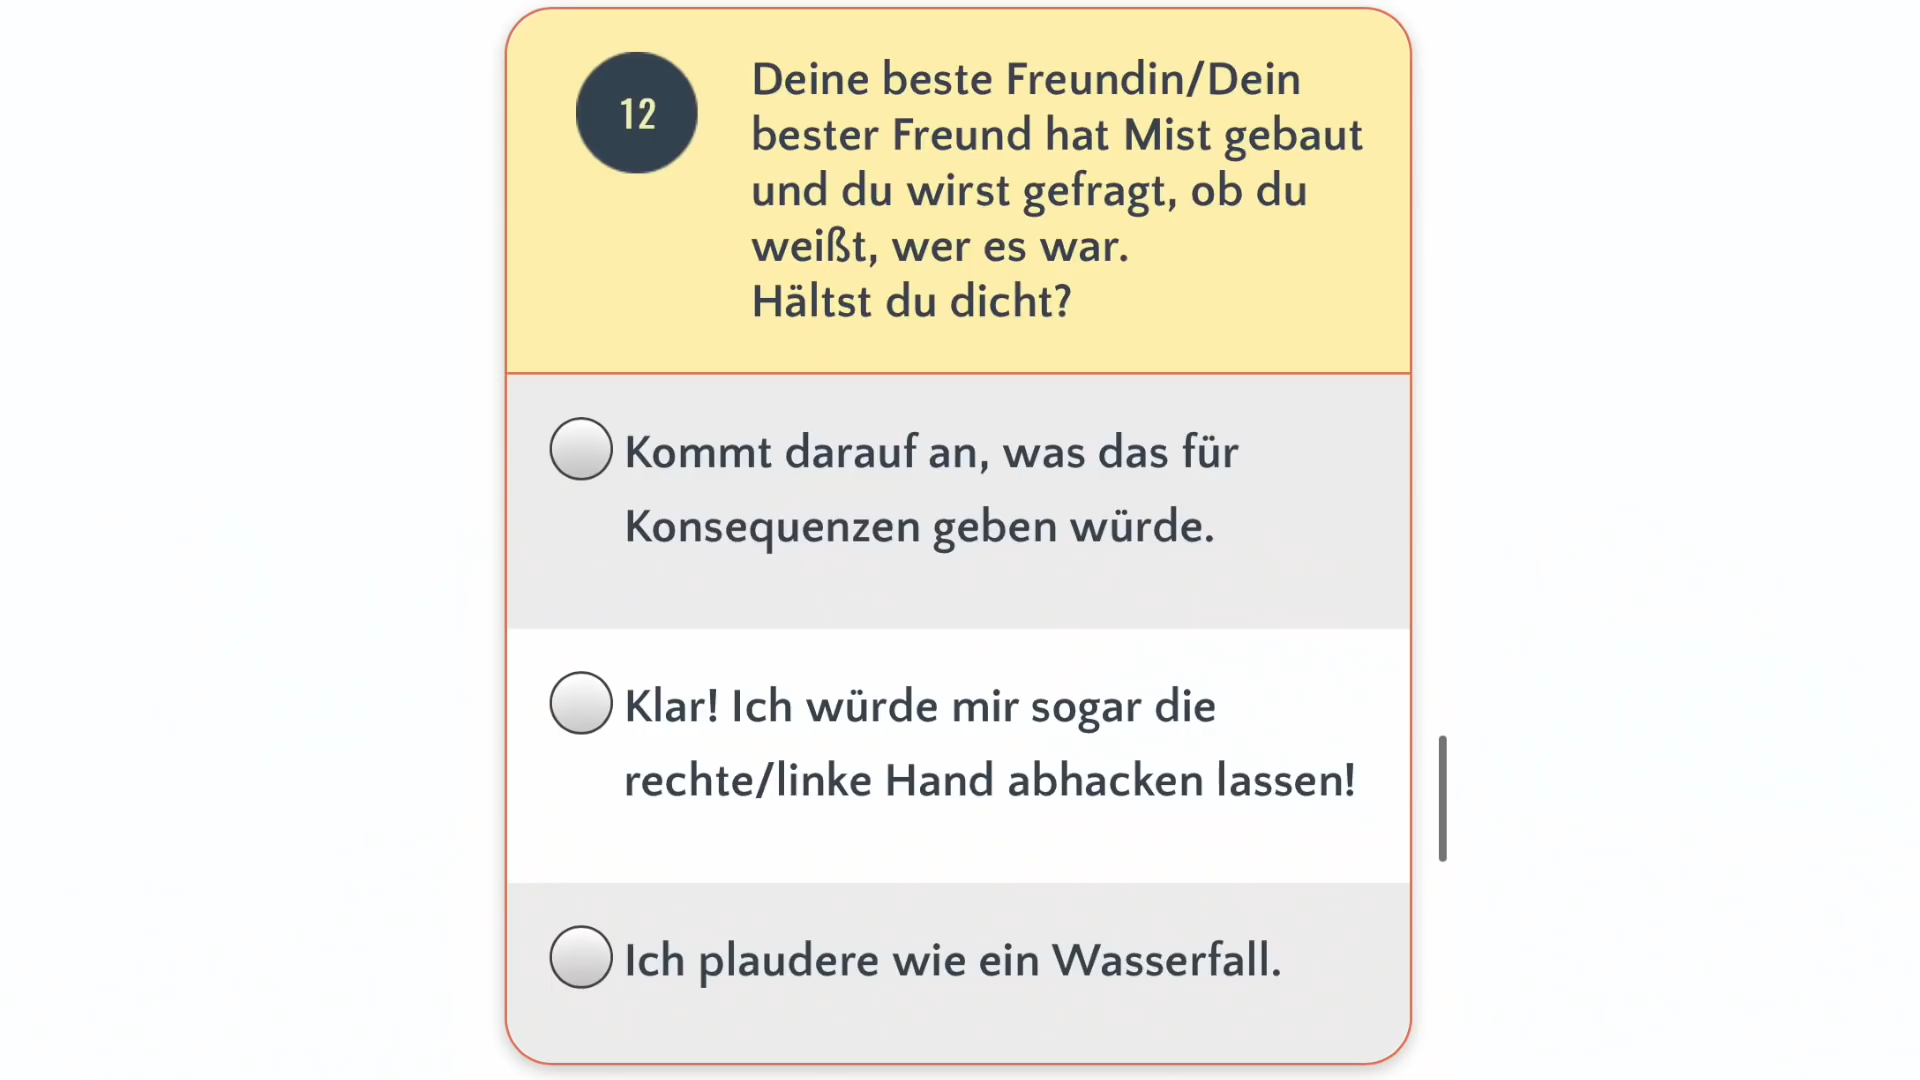 12
Deine beste Freundin/Dein
bester Freund hat Mist gebaut
und du wirst gefragt, ob du
weißt, wer es war.
Hältst du dicht?
Kommt darauf an, was das für
Konsequenzen geben würde.
Klar! Ich würde mir sogar die
rechte/linke Hand abhacken lassen!
Ich plaudere wie ein Wasserfall.